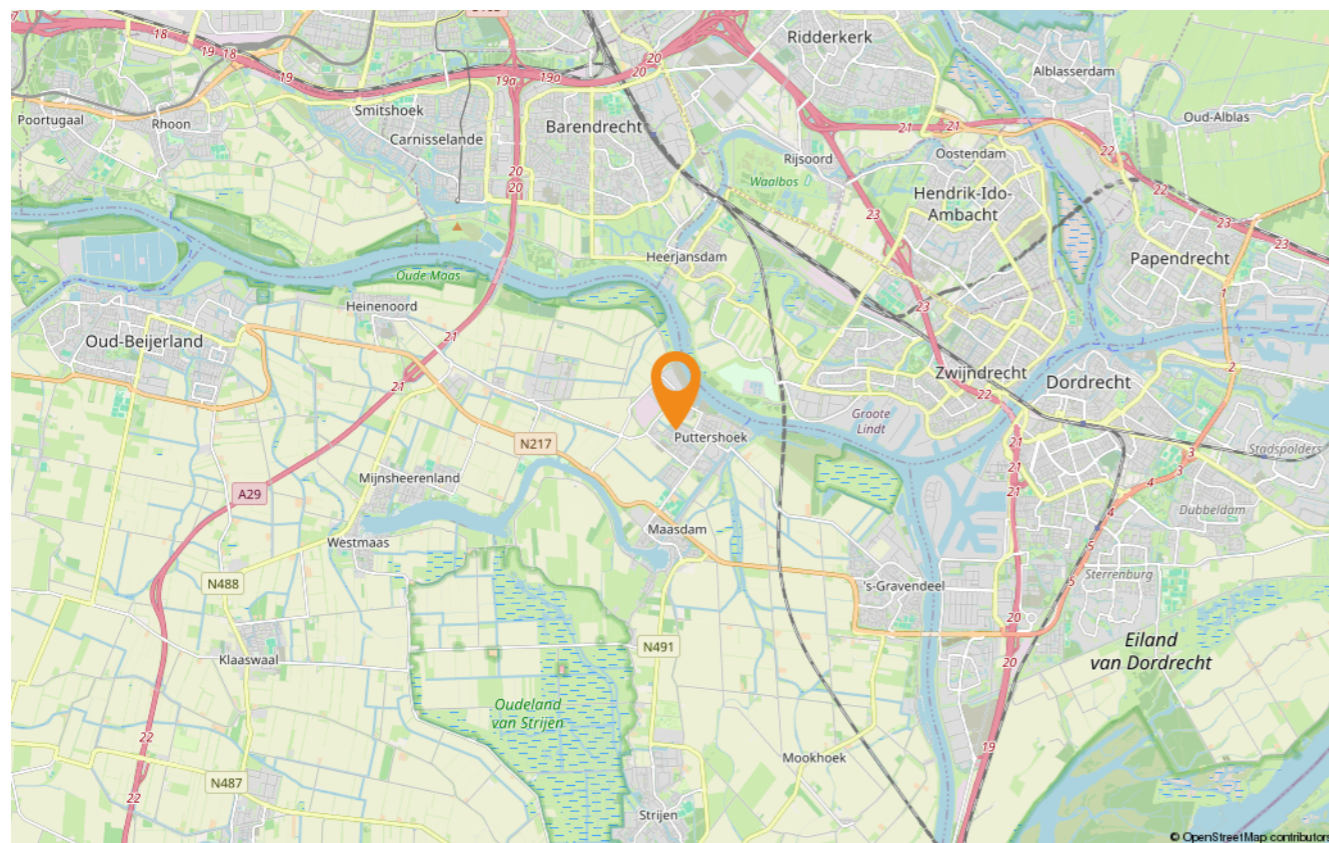 Ridderkerk
20
18
19
18
19
19a
19a
20
20
Alblasserdam
Smitshoek
Poortugaal
Rhoon
Carnisselande
Barendrecht
21
21
Oud-Alblas
Rijsoord
Oostendam
22
20
20
Waalbos
Hendrik-Ido-
Ambacht
22
23
23
23
Heerjansdam
Papendrecht
Oude Maas
1
Heinenoord
23
Oud-Beijerland
21
21
Zwijndrecht
22
Dordrecht
2
Groote
Lindt
N217
Puttershoek
21
21
21
3
3
Stadspolders
Mijnsheerenland
A29
4
4
Dubbeldam
Maasdam
Westmaas
5
5
Sterrenburg
N488
's-Gravendeel
20
20
N491
Klaaswaal
Eiland
van Dordrecht
Oudeland
van Strijen
22
19
Mookhoek
N487
22
Strijen
© OpenStreetMap contributors